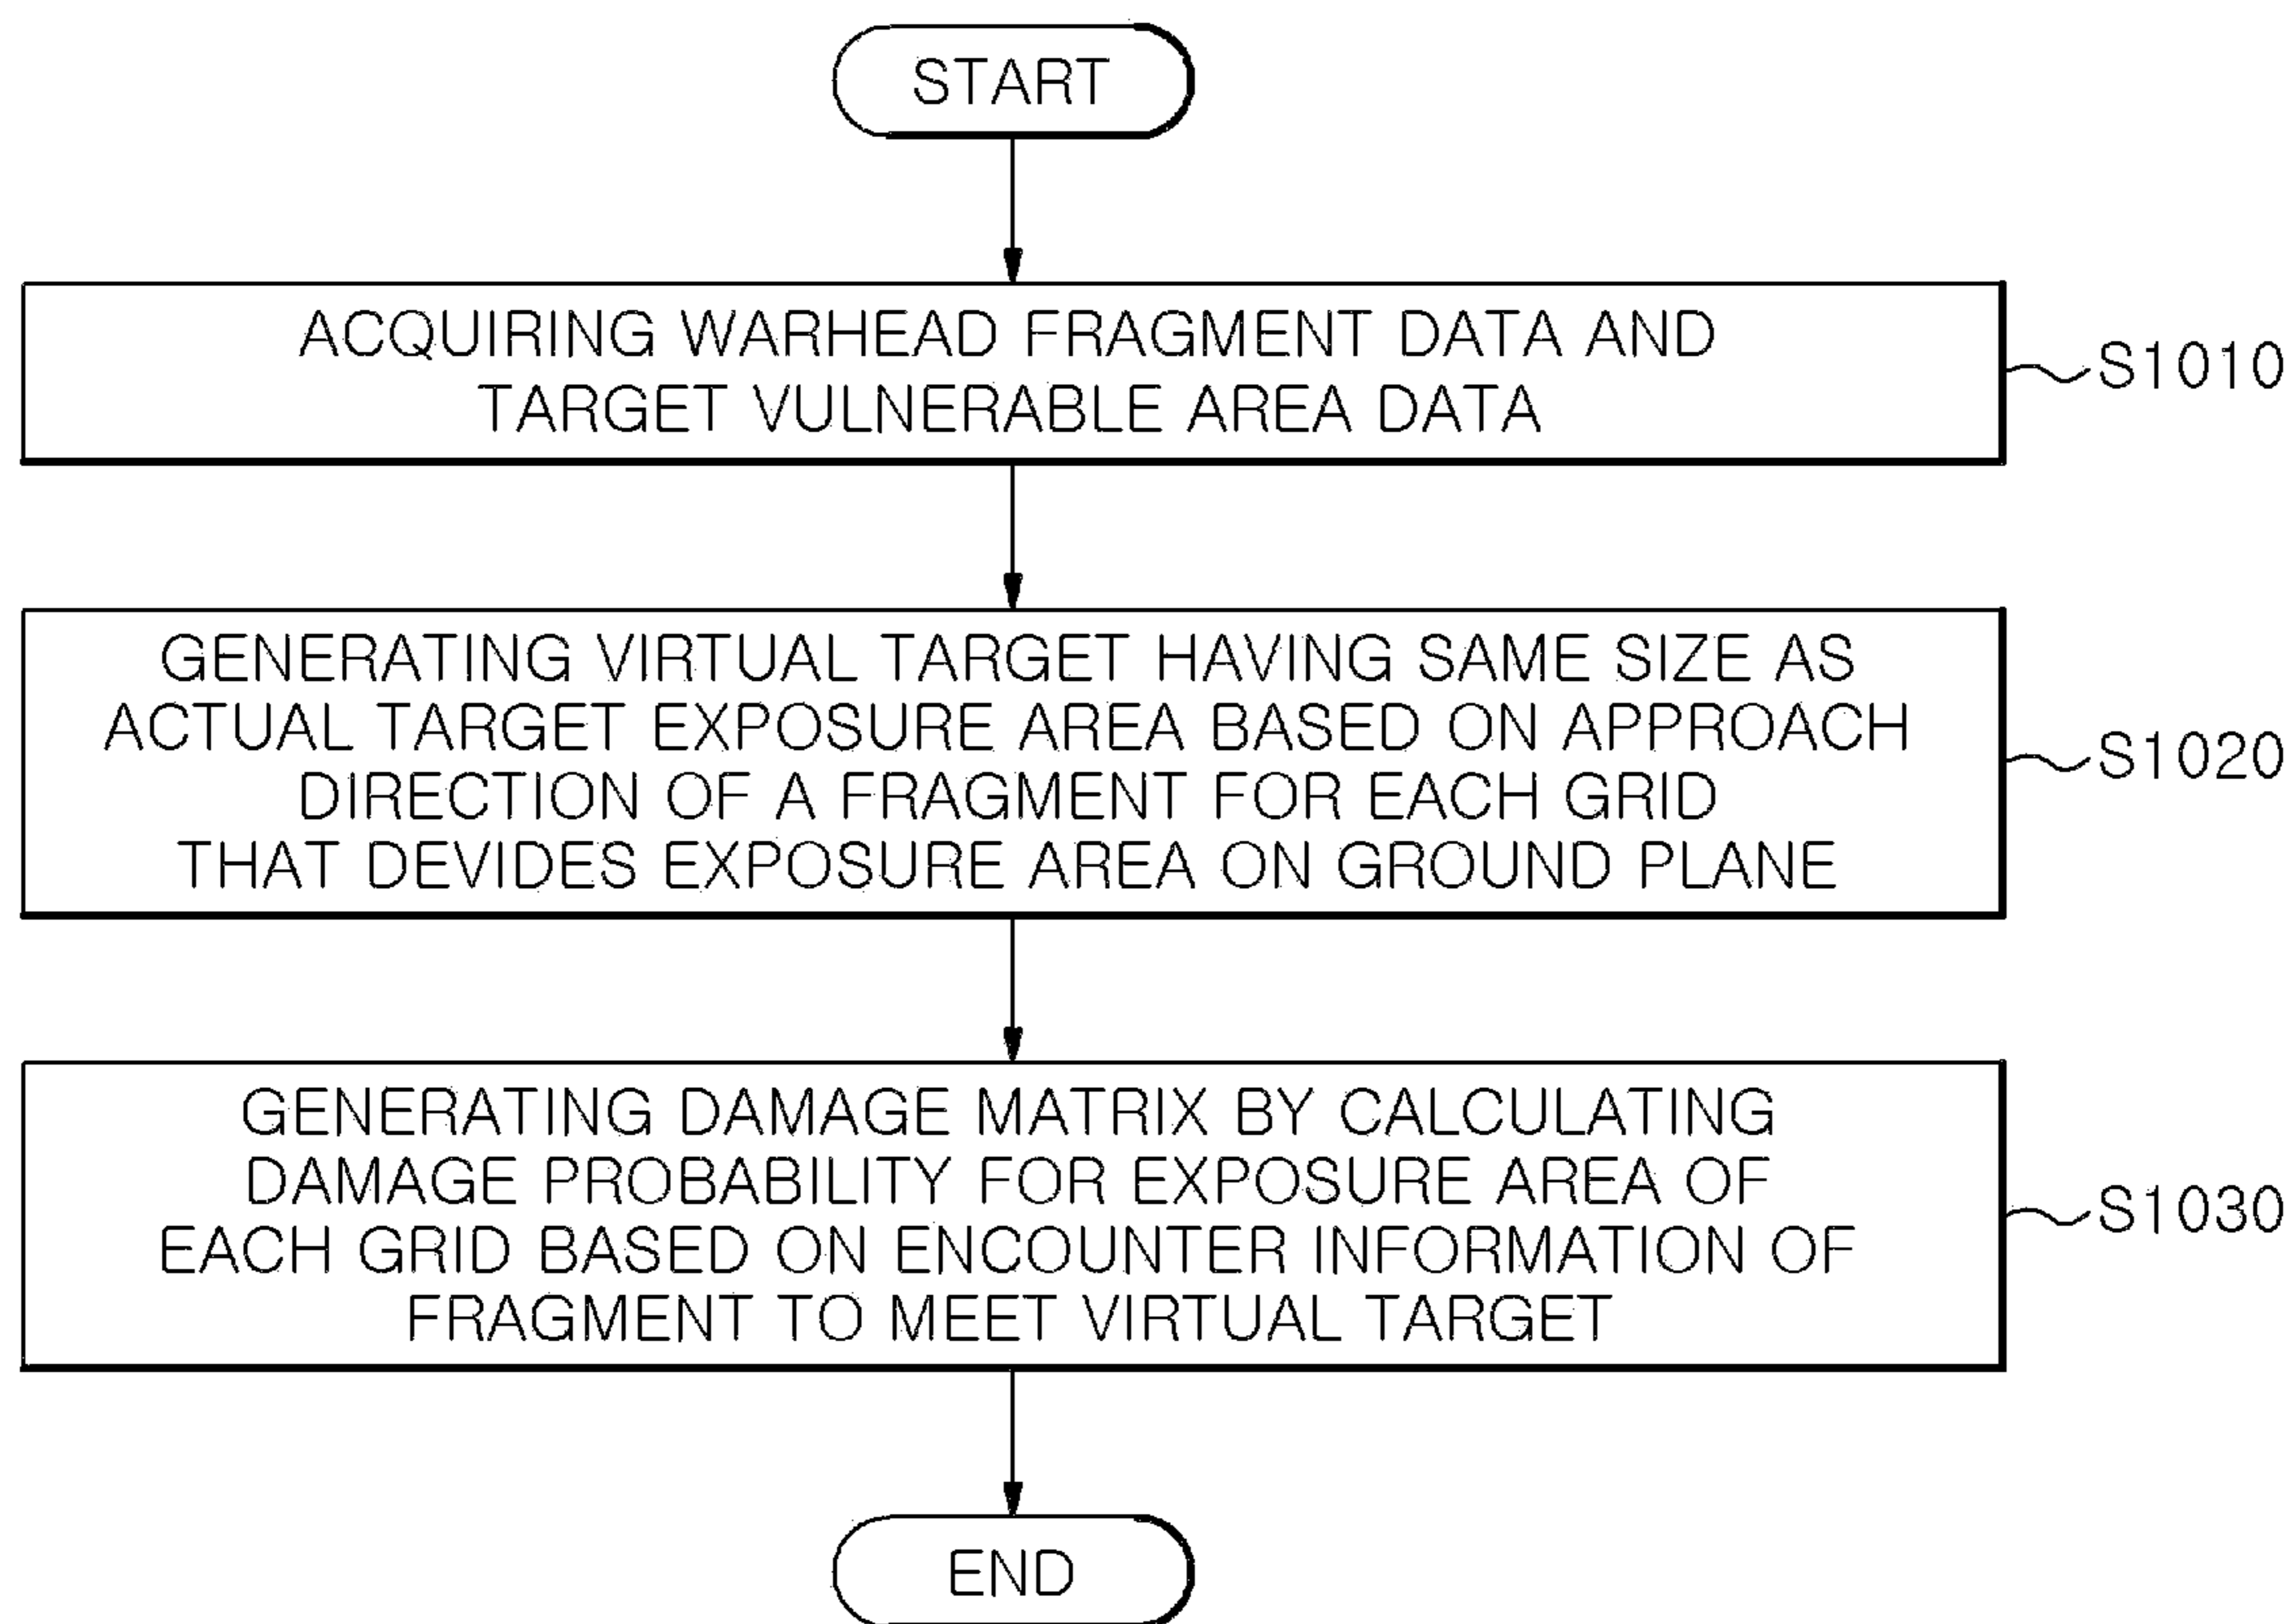 START
ACQUIRING WARHEAD FRAGMENT DATA AND
TARGET VULNERABLE AREA DATA
S1010
GENERATING VIRTUAL TARGET HAVING SAME SIZE AS
ACTUAL TARGET EXPOSURE AREA BASED ON APPROACH
DIRECTION OF A FRAGMENT FOR EACH GRID
THAT DEVIDES EXPOSURE AREA ON GROUND PLANE
S1020
GENERATING DAMAGE MATRIX BY CALCULATING
DAMAGE PROBABILITY FOR EXPOSURE AREA OF
EACH GRID BASED ON ENCOUNTER INFORMATION OF
FRAGMENT TO MEET VIRTUAL TARGET
S1030
END